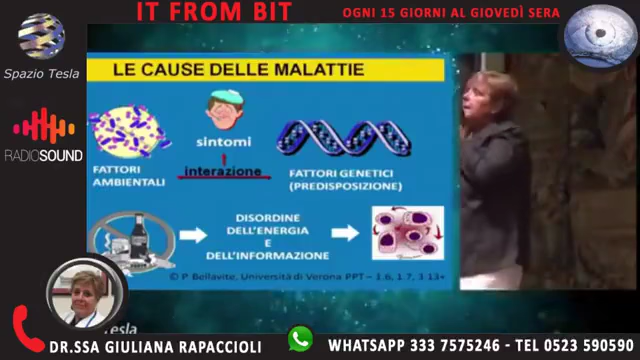 IT FROM BIT
OGNI 15 GIORNI AL GIOVEDÌ SERA
Spazio Tesla
RADIOSOUND
LE CAUSE DELLE MALATTIE
sintomi
interazione
FATTORI
AMBIENTALI
FATTORI GENETICI
(PREDISPOSIZIONE)
DISORDINE
DELL'ENERGIA
E
DELL'INFORMAZIONE
© P. Bellavite, Università di Verona PPT – 1.6, 1.7, 3 13+
Tesla
DR.SSA GIULIANA RAPACCIOLI
WHATSAPP 333 7575246 - TEL 0523 590590